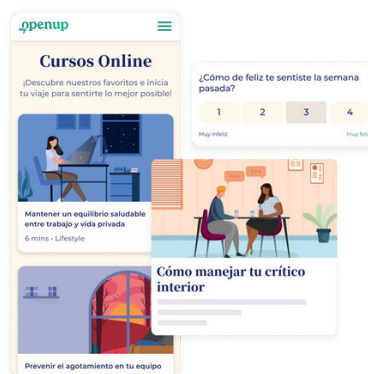 openup
Cursos Online
¡Descubre nuestros favoritos e inicia
tu viaje para sentirte lo mejor posible!
Mantener un equilibrio saludable
entre trabajo y vida privada
6 mins • Lifestyle
Prevenir el agotamiento en tu equipo
¿Cómo de feliz te sentiste la semana
pasada?
1 2 3 4
Muy infeliz Muy feliz
Cómo manejar tu crítico
interior